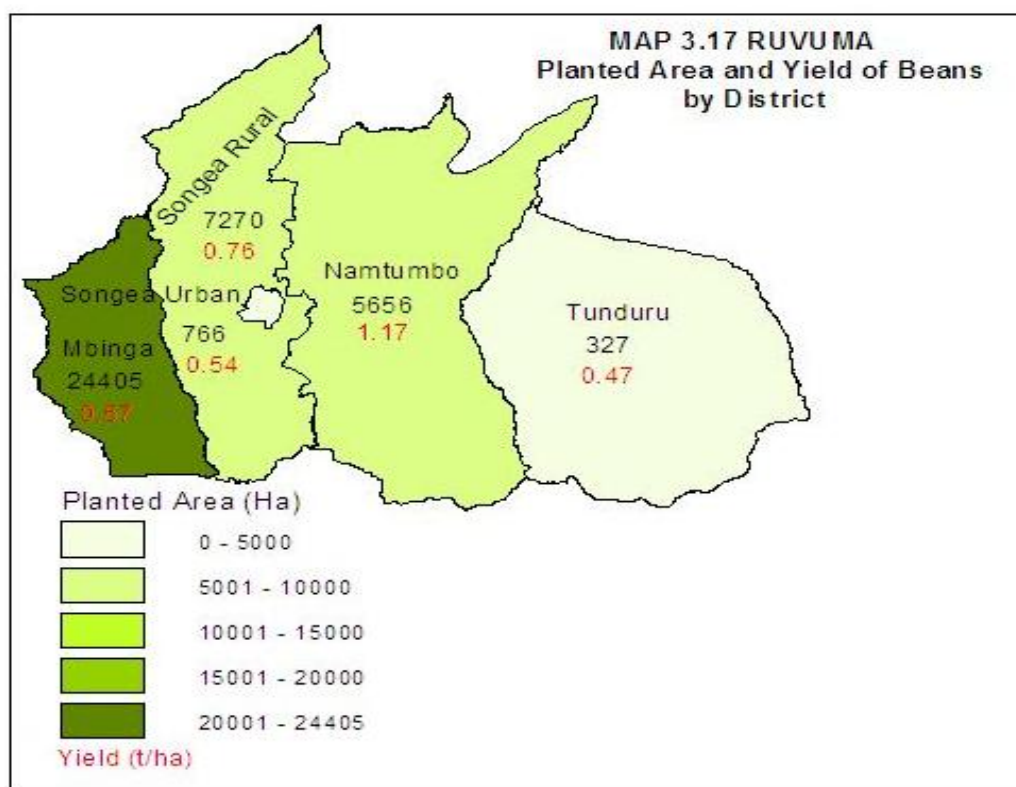 MAP 3.17 RUVUMA
Planted Area and Yield of Beans
by District
Songea Rural
7270
0.76
Songea Urban
766
0.54
Mbinga
24405
Namtumbo
5656
1.17
Tunduru
327
0.47
Planted Area (Ha)
0 - 5000
5001 - 10000
10001 - 15000
15001 - 20000
20001 - 24405
Yield (t/ha)